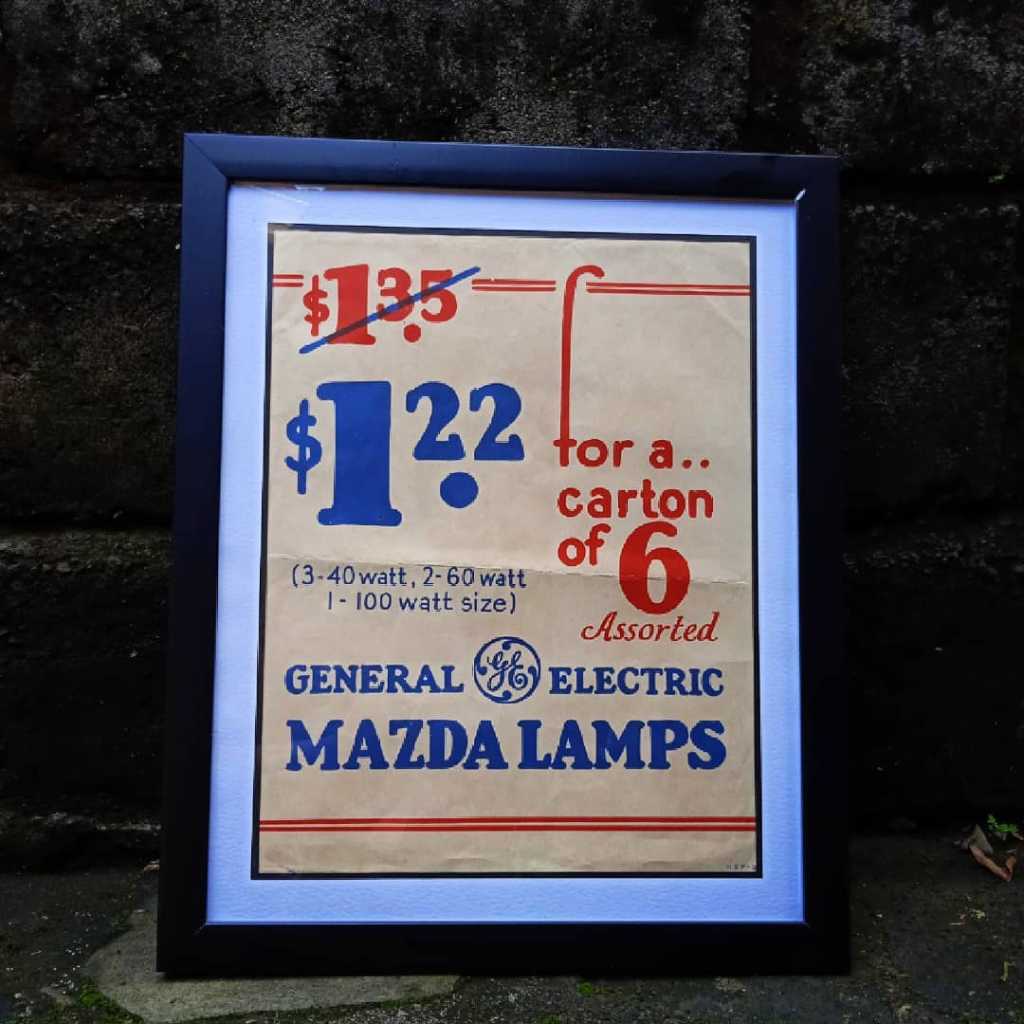 $1.35
$1.22
for a..
carton
of 6
Assorted
(3-40 watt, 2-60 watt
1-100 watt size)
GENERAL GE ELECTRIC
MAZDA LAMPS